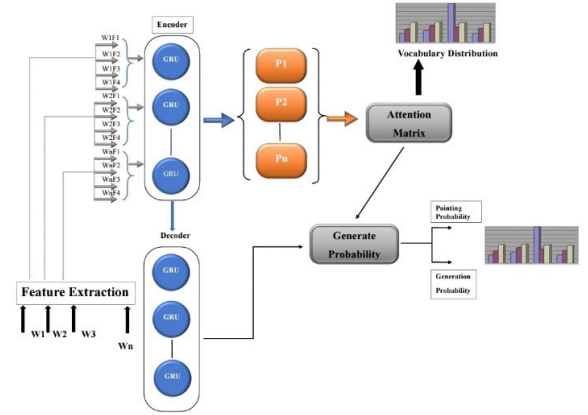 Encoder
W1F1
W1F2
W1F3
W1F4
W2F1
W2F2
W2F3
W2F4
WnF1
WnF2
WnF3
WnF4
GRU
GRU
GRU
P1
P2
Pn
Vocabulary Distribution
Attention
Matrix
Decoder
GRU
GRU
GRU
Generate
Probability
Pointing
Probability
Generation
Probability
Feature Extraction
W1 W2 W3 Wn